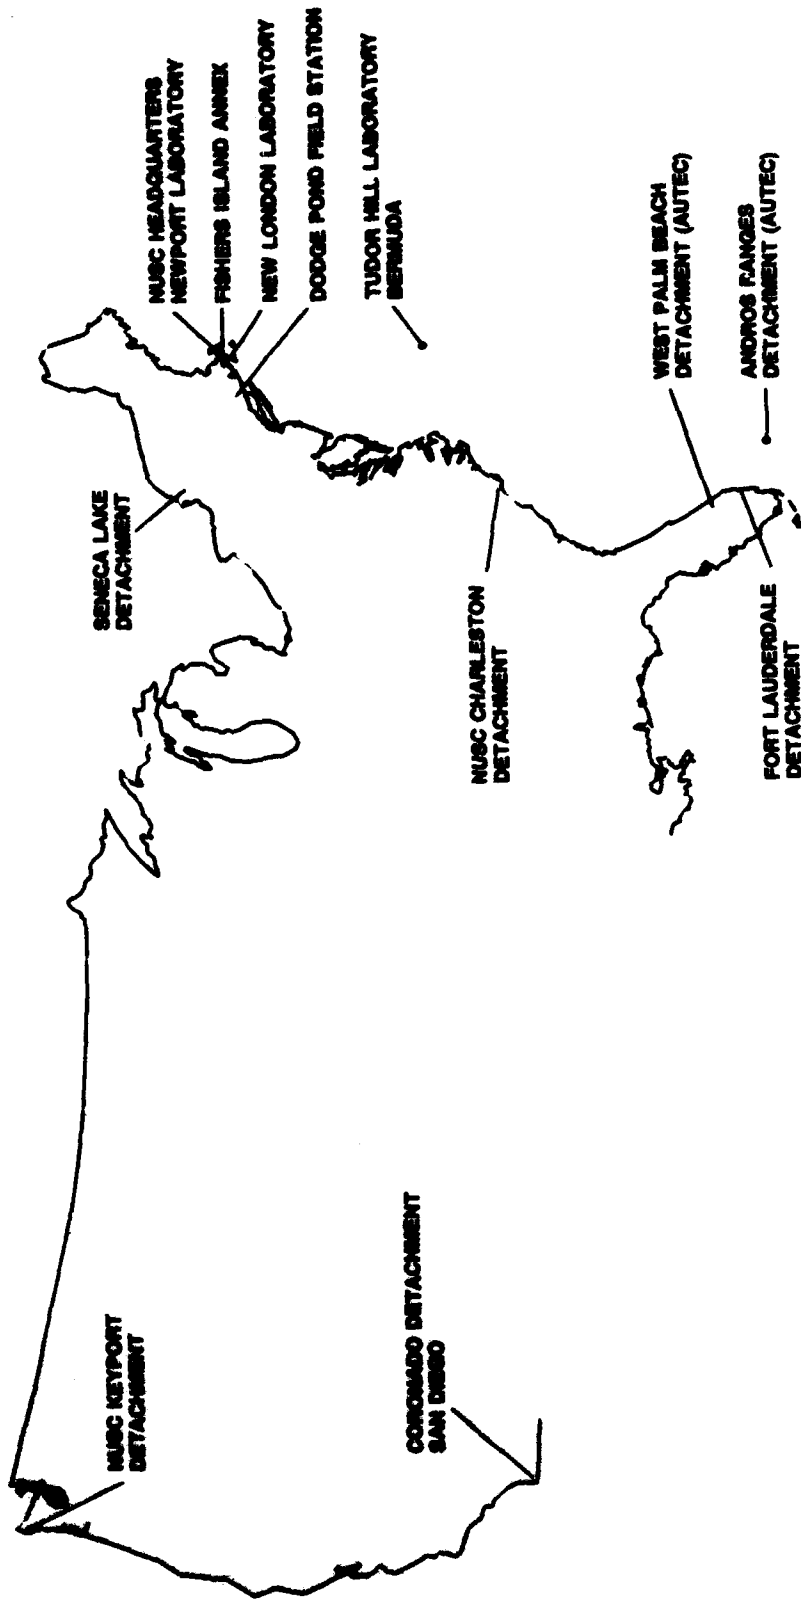 NUSC KEYPORT
DETACHMENT
CORONADO DETACHMENT
SAN DIEGO
SENECA LAKE
DETACHMENT
NUSC HEADQUARTERS
NEWPORT LABORATORY
FISHERS ISLAND ANNEX
NEW LONDON LABORATORY
DODGE POND FIELD STATION
TUDOR HILL LABORATORY
BERMUDA
NUSC CHARLESTON
DETACHMENT
WEST PALM BEACH
DETACHMENT (AUTEC)
ANDROS RANGES
DETACHMENT (AUTEC)
FORT LAUDERDALE
DETACHMENT